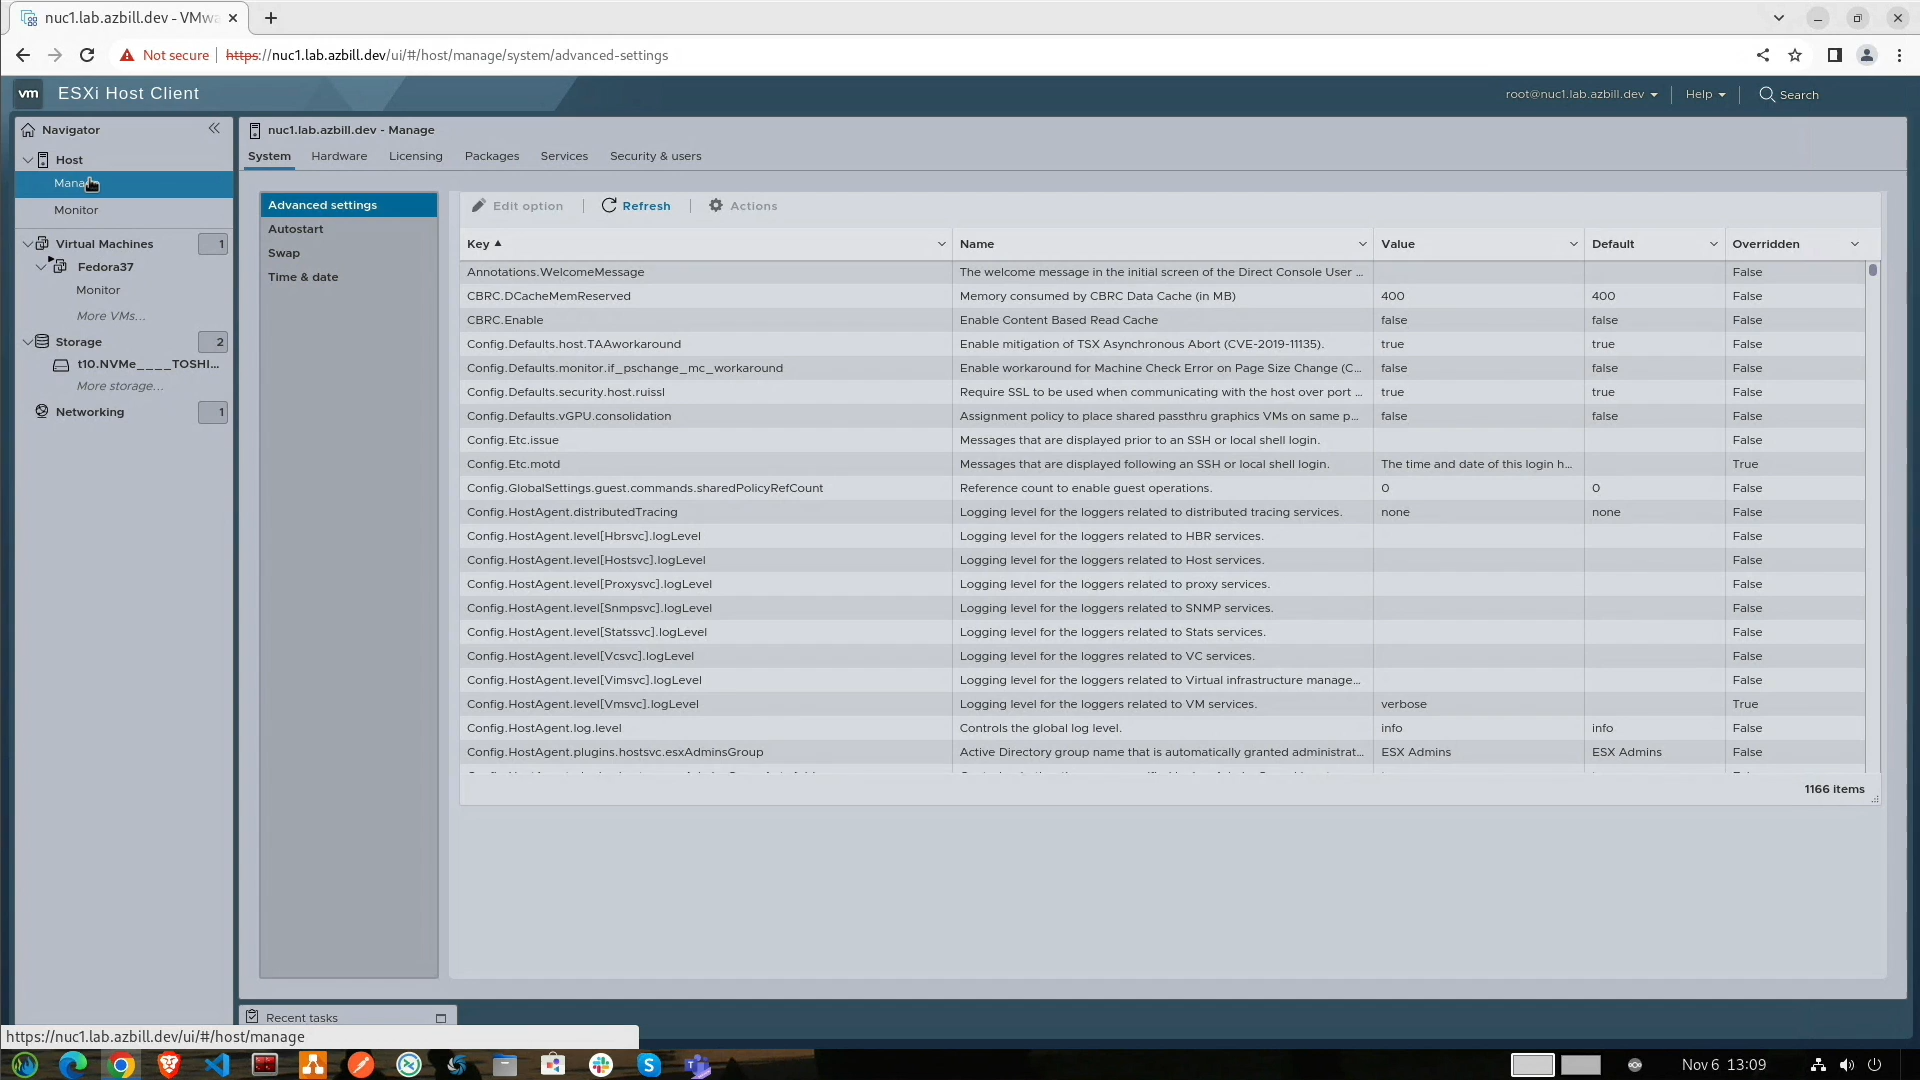 nuc1.lab.azbill.dev - VMwa
Not secure
https://nuc1.lab.azbill.dev/ui/#/host/manage/system/advanced-settings
vm
ESXi Host Client
root@nuc1.lab.azbill.dev
Help
Search
Navigator
Host
Manage
Monitor
Virtual Machines 1
Fedora37
Monitor
More VMs...
Storage 2
t10.NVMe____TOSHI...
More storage...
Networking 1
nuc1.lab.azbill.dev - Manage
System Hardware Licensing Packages Services Security & users
Advanced settings
Autostart
Swap
Time & date
Edit option Refresh Actions
Key Name Value Default Overridden
Annotations.WelcomeMessage The welcome message in the initial screen of the Direct Console User ... False
CBRC.DCacheMemReserved Memory consumed by CBRC Data Cache (in MB) 400 400 False
CBRC.Enable Enable Content Based Read Cache false false False
Config.Defaults.host.TAAworkaround Enable mitigation of TSX Asynchronous Abort (CVE-2019-11135). true true False
Config.Defaults.monitor.if_pschange_mc_workaround Enable workaround for Machine Check Error on Page Size Change (C... false false False
Config.Defaults.security.host.ruissl Require SSL to be used when communicating with the host over port ... true true False
Config.Defaults.vGPU.consolidation Assignment policy to place shared passthru graphics VMs on same p... false false False
Config.Etc.issue Messages that are displayed prior to an SSH or local shell login. False
Config.Etc.motd Messages that are displayed following an SSH or local shell login. The time and date of this login h... True
Config.GlobalSettings.guest.commands.sharedPolicyRefCount Reference count to enable guest operations. 0 0 False
Config.HostAgent.distributedTracing Logging level for the loggers related to distributed tracing services. none none False
Config.HostAgent.level[Hbrsvc].logLevel Logging level for the loggers related to HBR services. False
Config.HostAgent.level[Hostsvc].logLevel Logging level for the loggers related to Host services. False
Config.HostAgent.level[Proxysvc].logLevel Logging level for the loggers related to proxy services. False
Config.HostAgent.level[Snmpsvc].logLevel Logging level for the loggers related to SNMP services. False
Config.HostAgent.level[Statssvc].logLevel Logging level for the loggers related to Stats services. False
Config.HostAgent.level[Vcsvc].logLevel Logging level for the loggres related to VC services. False
Config.HostAgent.level[Vimsvc].logLevel Logging level for the loggers related to Virtual infrastructure manage... False
Config.HostAgent.level[Vmsvc].logLevel Logging level for the loggers related to VM services. verbose True
Config.HostAgent.log.level Controls the global log level. info info False
Config.HostAgent.plugins.hostsvc.esxAdminsGroup Active Directory group name that is automatically granted administrat... ESX Admins ESX Admins False
1166 items
Recent tasks
https://nuc1.lab.azbill.dev/ui/#/host/manage
Nov 6 13:09